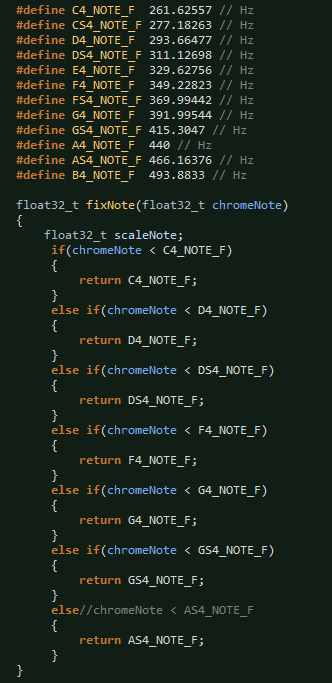 #define C4_NOTE_F  261.62557 // Hz
#define CS4_NOTE_F 277.18263 // Hz
#define D4_NOTE_F  293.66477 // Hz
#define DS4_NOTE_F 311.12698 // Hz
#define E4_NOTE_F  329.62756 // Hz
#define F4_NOTE_F  349.22823 // Hz
#define FS4_NOTE_F 369.99442 // Hz
#define G4_NOTE_F  391.99544 // Hz
#define GS4_NOTE_F 415.3047 // Hz
#define A4_NOTE_F  440 // Hz
#define AS4_NOTE_F 466.16376 // Hz
#define B4_NOTE_F  493.8833 // Hz

float32_t fixNote(float32_t chromeNote)
{
    float32_t scaleNote;
     if(chromeNote < C4_NOTE_F)
     {
         return C4_NOTE_F;
     }
     else if(chromeNote < D4_NOTE_F)
     {
         return D4_NOTE_F;
     }
     else if(chromeNote < DS4_NOTE_F)
     {
         return DS4_NOTE_F;
     }
     else if(chromeNote < F4_NOTE_F)
     {
         return F4_NOTE_F;
     }
     else if(chromeNote < G4_NOTE_F)
     {
         return G4_NOTE_F;
     }
     else if(chromeNote < GS4_NOTE_F)
     {
         return GS4_NOTE_F;
     }
     else//chromeNote < AS4_NOTE_F
     {
         return AS4_NOTE_F;
     }
}